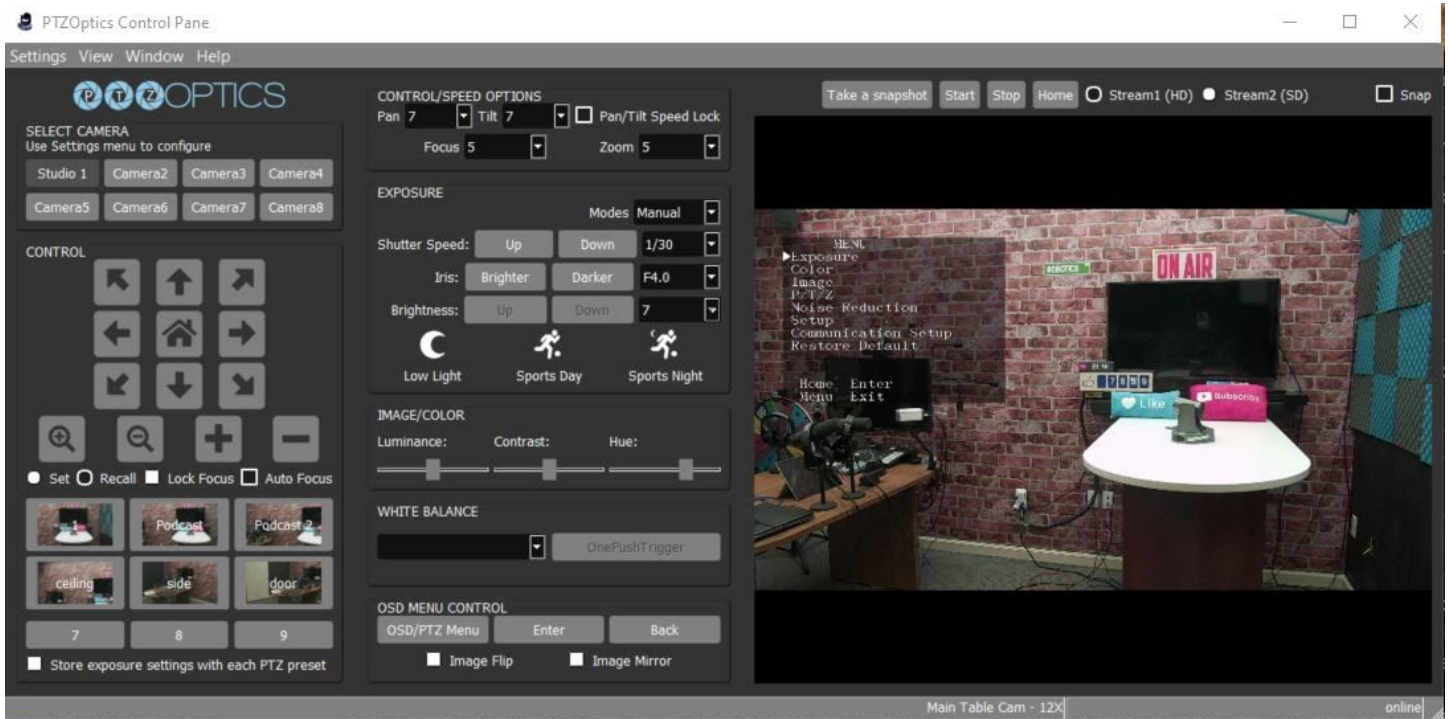 PTZOptics Control Pane
Settings View Window Help
PTZOPTICS
SELECT CAMERA
Use Settings menu to configure
Studio 1 Camera2 Camera3 Camera4
Camera5 Camera6 Camera7 Camera8
CONTROL
Set Recall Lock Focus Auto Focus
1 Podcast Podcast 2
ceiling side door
7 8 9
Store exposure settings with each PTZ preset
CONTROL/SPEED OPTIONS
Pan 7 Tilt 7 Pan/Tilt Speed Lock
Focus 5 Zoom 5
EXPOSURE
Modes Manual
Shutter Speed: Up Down 1/30
Iris: Brighter Darker F4.0
Brightness: Up Down 7
Low Light Sports Day Sports Night
IMAGE/COLOR
Luminance: Contrast: Hue:
WHITE BALANCE
OnePushTrigger
OSD MENU CONTROL
OSD/PTZ Menu Enter Back
Image Flip Image Mirror
Take a snapshot Start Stop Home Stream1 (HD) Stream2 (SD) Snap
MENU
Exposure
Color
Image
P/T/Z
Noise Reduction
Setup
Communication Setup
Restore Default
Home Enter
Menu Exit
ROBOTICS
ON AIR
Like
Subscribe
Main Table Cam - 12X online